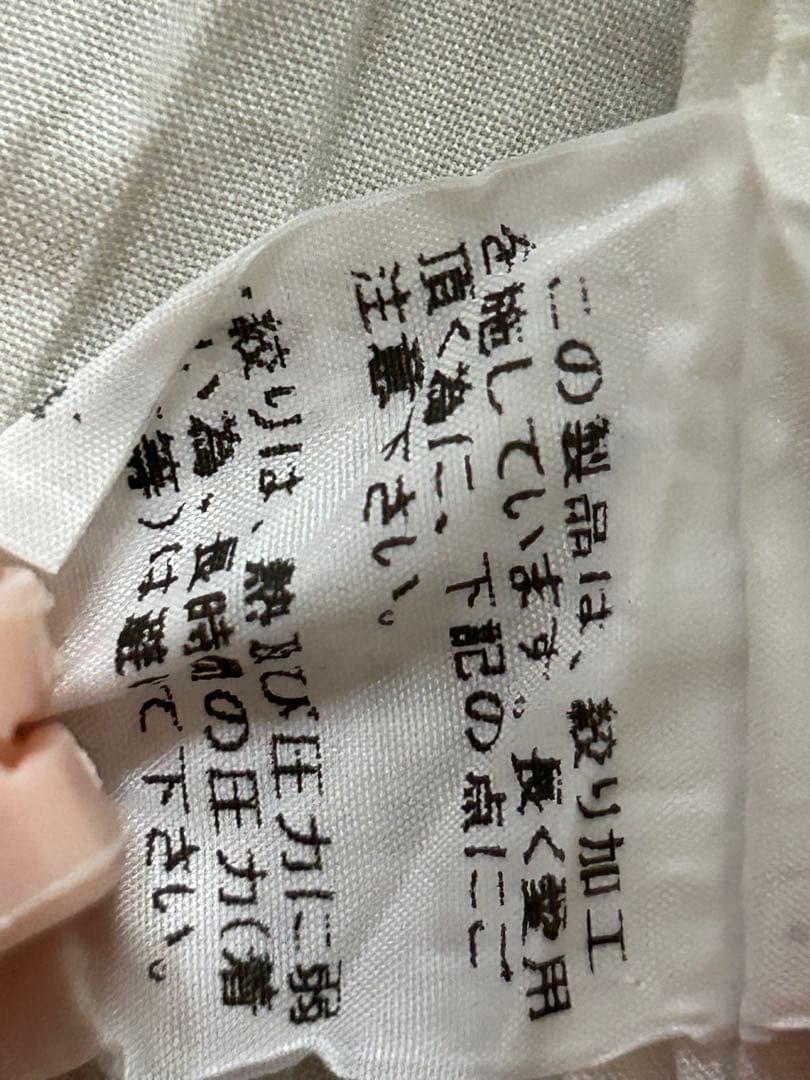 この製品は、絞り加工
を施しています。長く愛用
頂く為に、下記の点にご
注意下さい。
・絞りは、熱及び圧力に弱
い為、長時間の圧力(着
等)は避けて下さい。